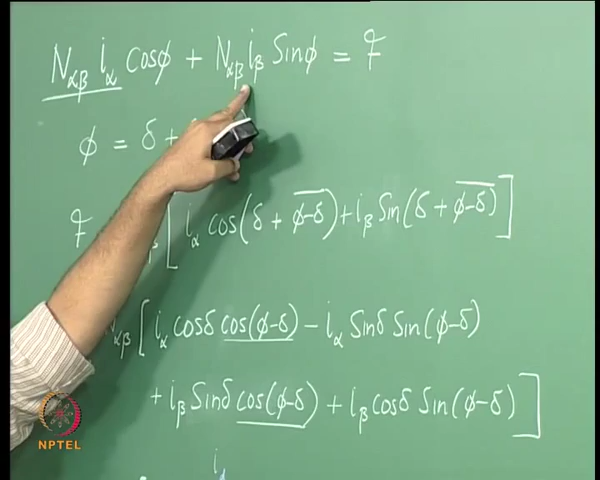 N_αβ i_α Cosϕ + N_αβ i_β Sinϕ = F
ϕ = δ +
F [ i_α cos(δ + ϕ-δ) + i_β Sin(δ + ϕ-δ) ]
αβ [ i_α cosδ cos(ϕ-δ) - i_α Sinδ Sin(ϕ-δ)
+ i_β Sinδ cos(ϕ-δ) + i_β cosδ Sin(ϕ-δ) ]
i
NPTEL